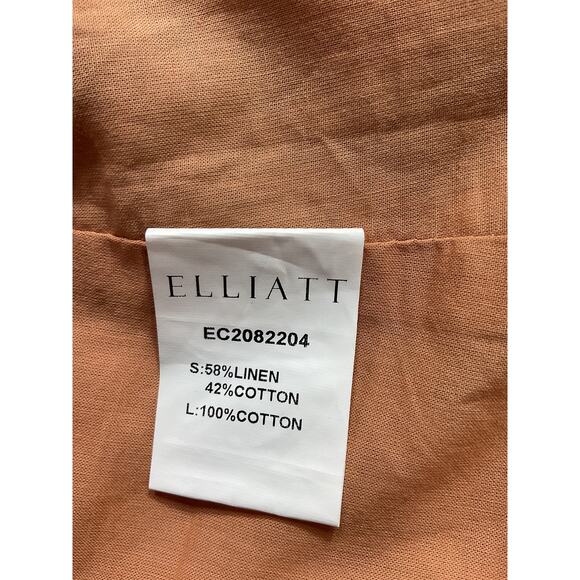 ELLIATT
EC2082204
S:58%LINEN
42%COTTON
L:100%COTTON